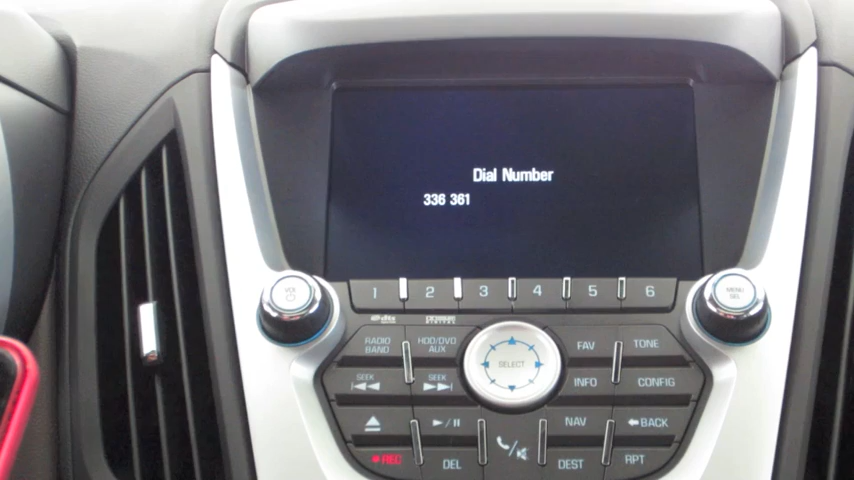 Dial Number
336 361
VOL
1 2 3 4 5 6
MENU
SEL
RADIO
BAND
HDD/DVD
AUX
FAV
TONE
SELECT
SEEK
SEEK
INFO
CONFIG
NAV
BACK
REC
DEL
DEST
RPT